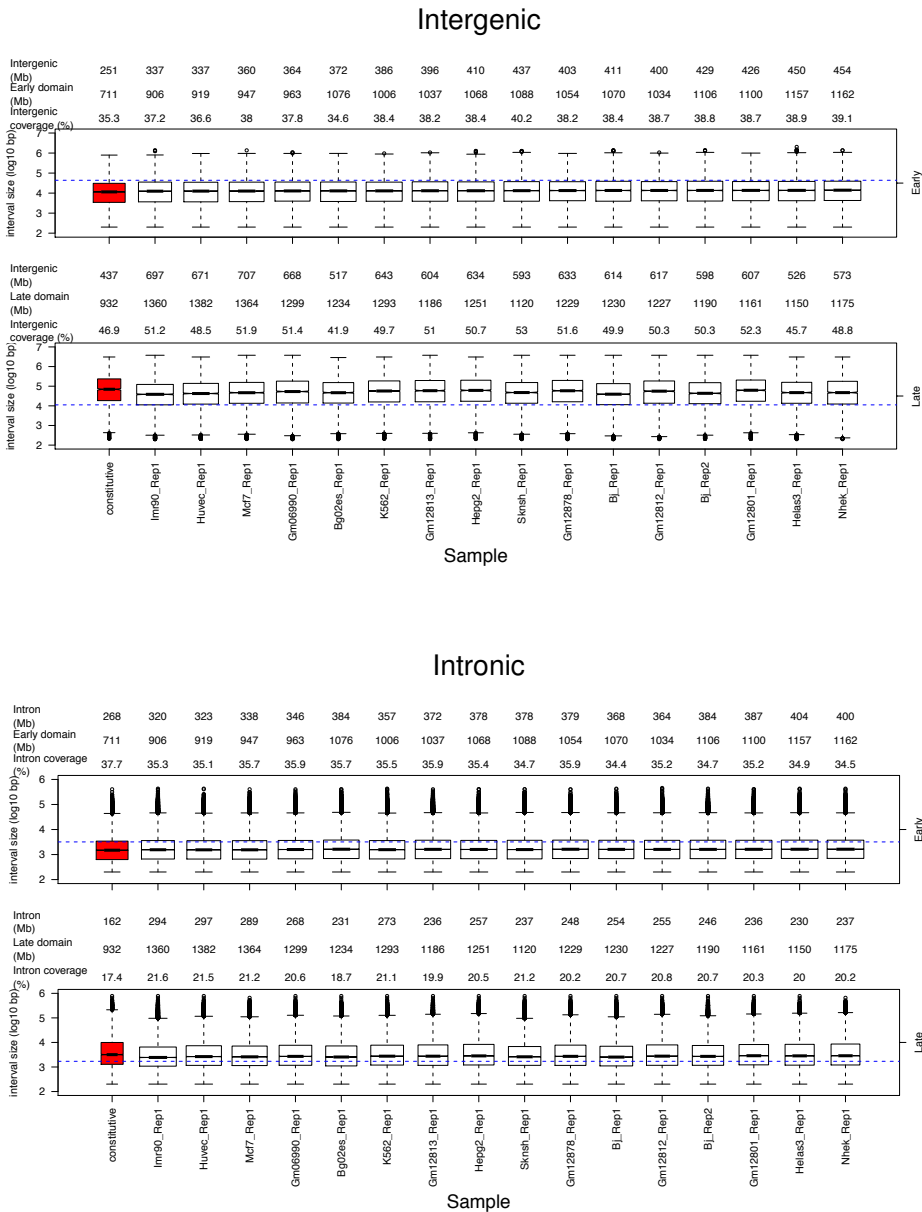 Intergenic
Intergenic
(Mb) 251 337 337 360 364 372 386 396 410 437 403 411 400 429 426 450 454
Early domain
(Mb) 711 906 919 947 963 1076 1006 1037 1068 1088 1054 1070 1034 1106 1100 1157 1162
Intergenic
coverage (%) 35.3 37.2 36.6 38 37.8 34.6 38.4 38.2 38.4 40.2 38.2 38.4 38.7 38.8 38.7 38.9 39.1
interval size (log10 bp)
7
6
5
4
3
2
Early
Intergenic
(Mb) 437 697 671 707 668 517 643 604 634 593 633 614 617 598 607 526 573
Late domain
(Mb) 932 1360 1382 1364 1299 1234 1293 1186 1251 1120 1229 1230 1227 1190 1161 1150 1175
Intergenic
coverage (%) 46.9 51.2 48.5 51.9 51.4 41.9 49.7 51 50.7 53 51.6 49.9 50.3 50.3 52.3 45.7 48.8
interval size (log10 bp)
7
6
5
4
3
2
Late
constitutive
Imr90_Rep1
Huvec_Rep1
Mcf7_Rep1
Gm06990_Rep1
Bg02es_Rep1
K562_Rep1
Gm12813_Rep1
Hepg2_Rep1
Sknsh_Rep1
Gm12878_Rep1
Bj_Rep1
Gm12812_Rep1
Bj_Rep2
Gm12801_Rep1
Helas3_Rep1
Nhek_Rep1
Sample
Intronic
Intron
(Mb) 268 320 323 338 346 384 357 372 378 378 379 368 364 384 387 404 400
Early domain
(Mb) 711 906 919 947 963 1076 1006 1037 1068 1088 1054 1070 1034 1106 1100 1157 1162
Intron coverage
(%) 37.7 35.3 35.1 35.7 35.9 35.7 35.5 35.9 35.4 34.7 35.9 34.4 35.2 34.7 35.2 34.9 34.5
interval size (log10 bp)
6
5
4
3
2
Early
Intron
(Mb) 162 294 297 289 268 231 273 236 257 237 248 254 255 246 236 230 237
Late domain
(Mb) 932 1360 1382 1364 1299 1234 1293 1186 1251 1120 1229 1230 1227 1190 1161 1150 1175
Intron coverage
(%) 17.4 21.6 21.5 21.2 20.6 18.7 21.1 19.9 20.5 21.2 20.2 20.7 20.8 20.7 20.3 20 20.2
interval size (log10 bp)
6
5
4
3
2
Late
constitutive
Imr90_Rep1
Huvec_Rep1
Mcf7_Rep1
Gm06990_Rep1
Bg02es_Rep1
K562_Rep1
Gm12813_Rep1
Hepg2_Rep1
Sknsh_Rep1
Gm12878_Rep1
Bj_Rep1
Gm12812_Rep1
Bj_Rep2
Gm12801_Rep1
Helas3_Rep1
Nhek_Rep1
Sample